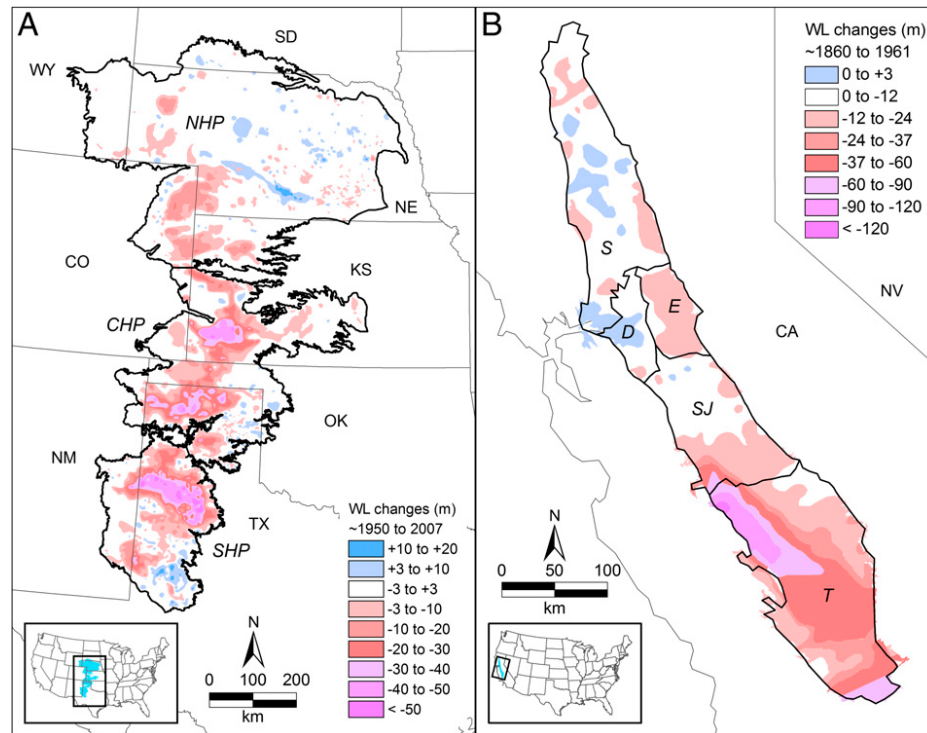 A
SD
WY
NHP
NE
CO
KS
CHP
OK
NM
TX
SHP
WL changes (m)
~1950 to 2007
+10 to +20
+3 to +10
-3 to +3
-3 to -10
-10 to -20
-20 to -30
-30 to -40
-40 to -50
< -50
N
0 100 200
km
B
WL changes (m)
~1860 to 1961
0 to +3
0 to -12
-12 to -24
-24 to -37
-37 to -60
-60 to -90
-90 to -120
< -120
S
NV
E
CA
D
SJ
T
N
0 50 100
km